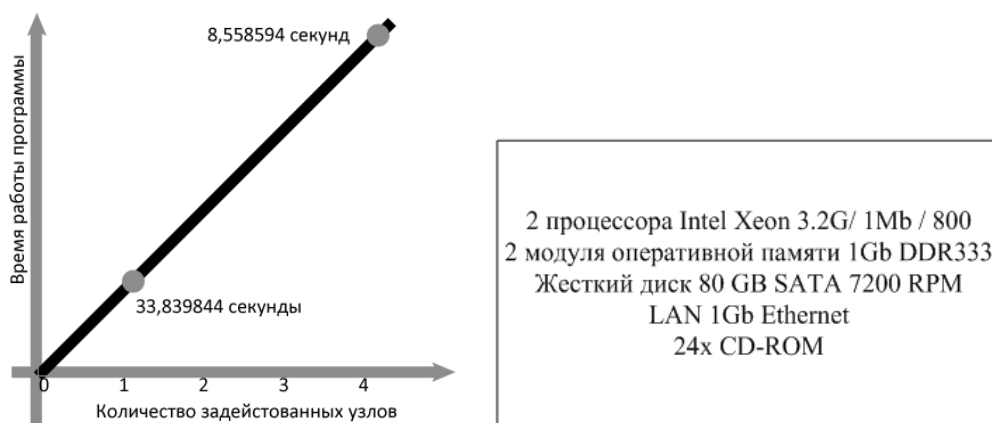 8,558594 секунд
Время работы программы
33,839844 секунды
0 1 2 3 4
Количество задейстованных узлов
2 процессора Intel Xeon 3.2G/ 1Mb / 800
2 модуля оперативной памяти 1Gb DDR333
Жесткий диск 80 GB SATA 7200 RPM
LAN 1Gb Ethernet
24x CD-ROM